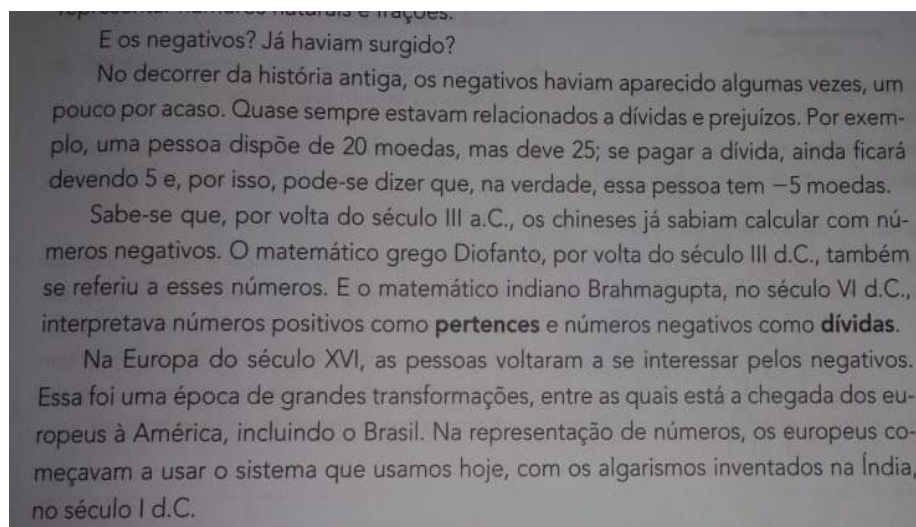 representar números naturais e frações.
E os negativos? Já haviam surgido?
No decorrer da história antiga, os negativos haviam aparecido algumas vezes, um
pouco por acaso. Quase sempre estavam relacionados a dívidas e prejuízos. Por exem-
plo, uma pessoa dispõe de 20 moedas, mas deve 25; se pagar a dívida, ainda ficará
devendo 5 e, por isso, pode-se dizer que, na verdade, essa pessoa tem −5 moedas.
Sabe-se que, por volta do século III a.C., os chineses já sabiam calcular com nú-
meros negativos. O matemático grego Diofanto, por volta do século III d.C., também
se referiu a esses números. E o matemático indiano Brahmagupta, no século VI d.C.,
interpretava números positivos como pertences e números negativos como dívidas.
Na Europa do século XVI, as pessoas voltaram a se interessar pelos negativos.
Essa foi uma época de grandes transformações, entre as quais está a chegada dos eu-
ropeus à América, incluindo o Brasil. Na representação de números, os europeus co-
meçavam a usar o sistema que usamos hoje, com os algarismos inventados na Índia,
no século I d.C.